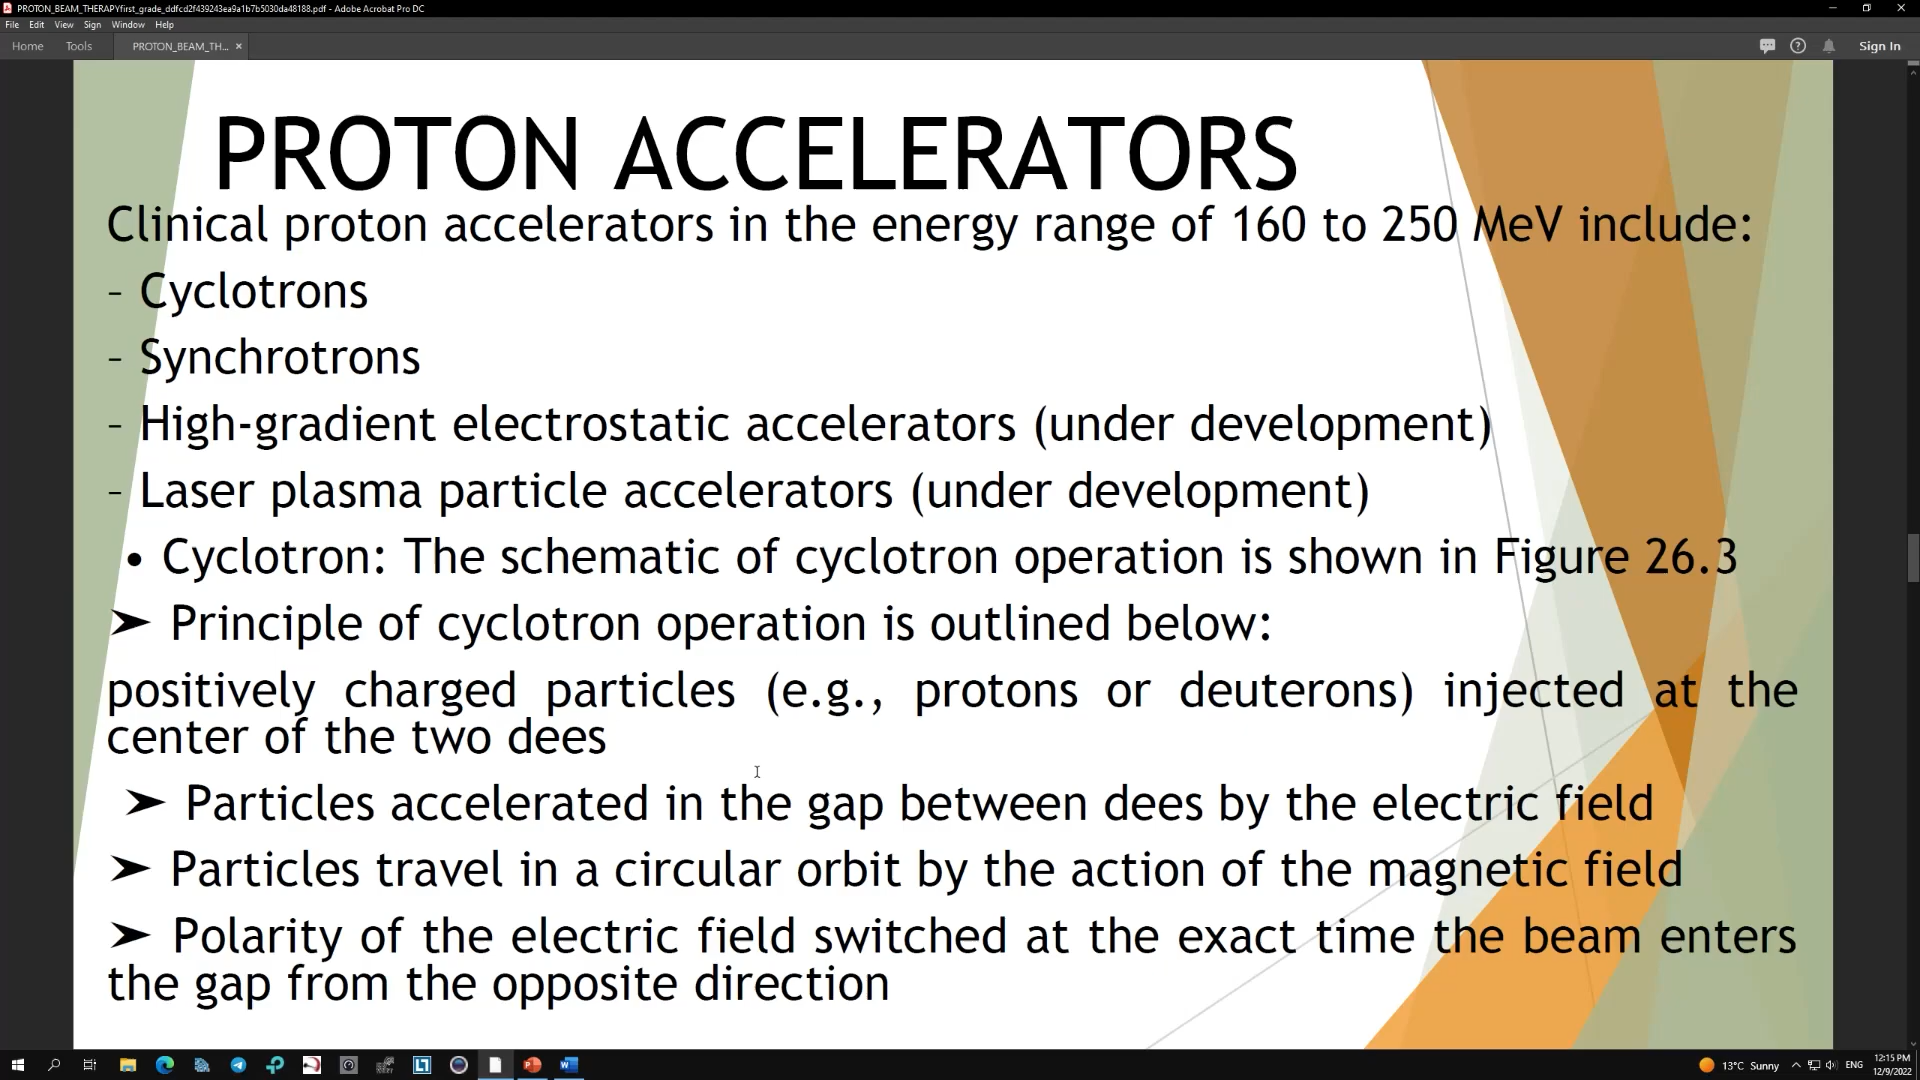 PROTON_BEAM_THERAPYfirst_grade_ddfcd2f439243ea9a1b7b5030da48188.pdf - Adobe Acrobat Pro DC
File Edit View Sign Window Help
Home Tools PROTON_BEAM_TH... × Sign In
PROTON ACCELERATORS
Clinical proton accelerators in the energy range of 160 to 250 MeV include:
– Cyclotrons
– Synchrotrons
– High-gradient electrostatic accelerators (under development)
– Laser plasma particle accelerators (under development)
• Cyclotron: The schematic of cyclotron operation is shown in Figure 26.3
➤ Principle of cyclotron operation is outlined below:
positively charged particles (e.g., protons or deuterons) injected at the
center of the two dees
➤ Particles accelerated in the gap between dees by the electric field
➤ Particles travel in a circular orbit by the action of the magnetic field
➤ Polarity of the electric field switched at the exact time the beam enters
the gap from the opposite direction
13°C Sunny ENG 12:15 PM
12/9/2022